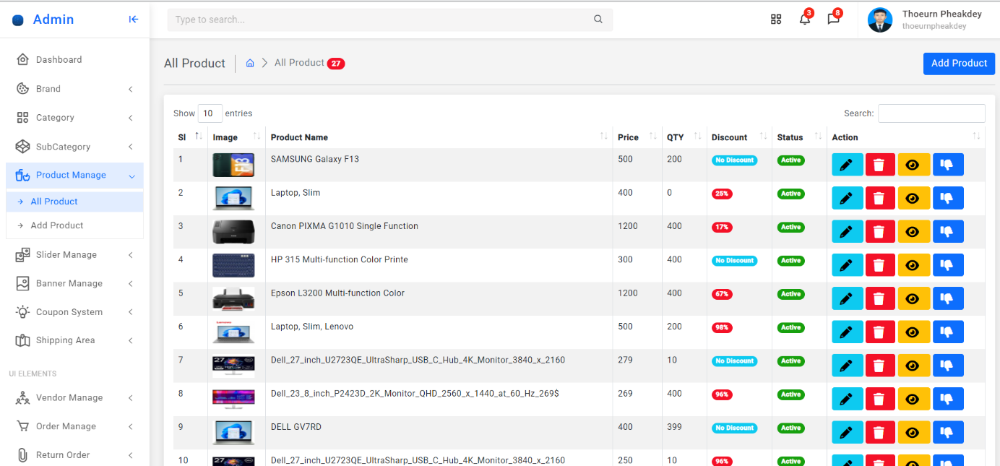 Admin
Type to search...
3
8
Thoeurn Pheakdey
thoeurnpheakdey
Dashboard
Brand
Category
SubCategory
Product Manage
All Product
Add Product
Slider Manage
Banner Manage
Coupon System
Shipping Area
UI ELEMENTS
Vendor Manage
Order Manage
Return Order
All Product
All Product 27
Add Product
Show 10 entries
Search:
Sl Image Product Name Price QTY Discount Status Action
1 SAMSUNG Galaxy F13 500 200 No Discount Active
2 Laptop, Slim 400 0 25% Active
3 Canon PIXMA G1010 Single Function 1200 400 17% Active
4 HP 315 Multi-function Color Printe 300 400 No Discount Active
5 Epson L3200 Multi-function Color 1200 400 67% Active
6 Laptop, Slim, Lenovo 500 200 98% Active
7 Dell_27_inch_U2723QE_UltraSharp_USB_C_Hub_4K_Monitor_3840_x_2160 279 10 No Discount Active
8 Dell_23_8_inch_P2423D_2K_Monitor_QHD_2560_x_1440_at_60_Hz_269$ 269 400 96% Active
9 DELL GV7RD 400 399 No Discount Active
10 Dell_27_inch_U2723QE_UltraSharp_USB_C_Hub_4K_Monitor_3840_x_2160 250 10 96% Active